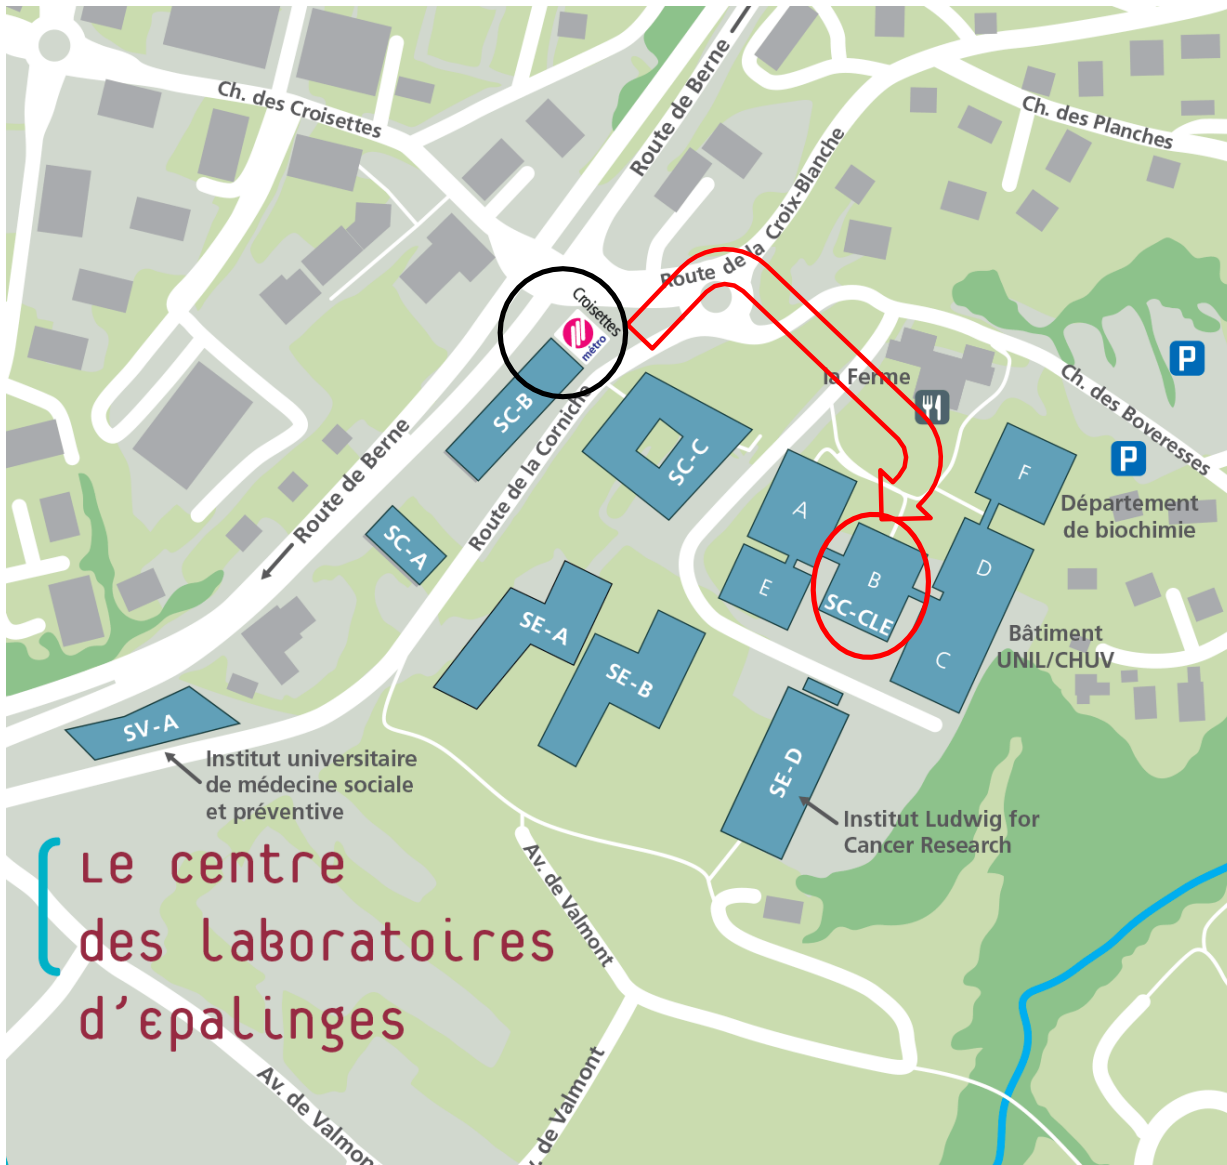 Ch. des Croisettes
Route de Berne
Ch. des Planches
Route de la Croix-Blanche
Croisettes
métro
la Ferme
P
Ch. des Boveresses
P
SC-B
Route de la Corniche
SC-C
Route de Berne
SC-A
A
F
Département
de biochimie
B
SC-CLE
D
E
C
Bâtiment
UNIL/CHUV
SE-A
SE-B
SV-A
Institut universitaire
de médecine sociale
et préventive
SE-D
Institut Ludwig for
Cancer Research
Le centre
des laboratoires
d'epalinges
Av. de Valmont
Av. de Valmon
. de Valmont